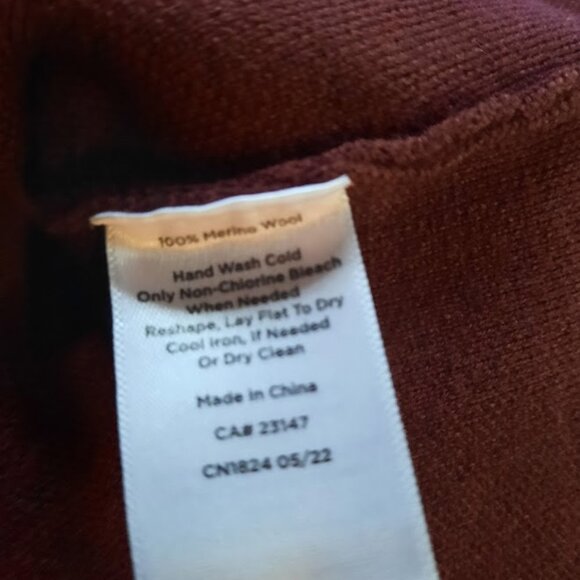 100% Merino Wool
Hand Wash Cold
Only Non-Chlorine Bleach
When Needed
Reshape, Lay Flat To Dry
Cool Iron, If Needed
Or Dry Clean
Made in China
CA# 23147
CN1824 05/22